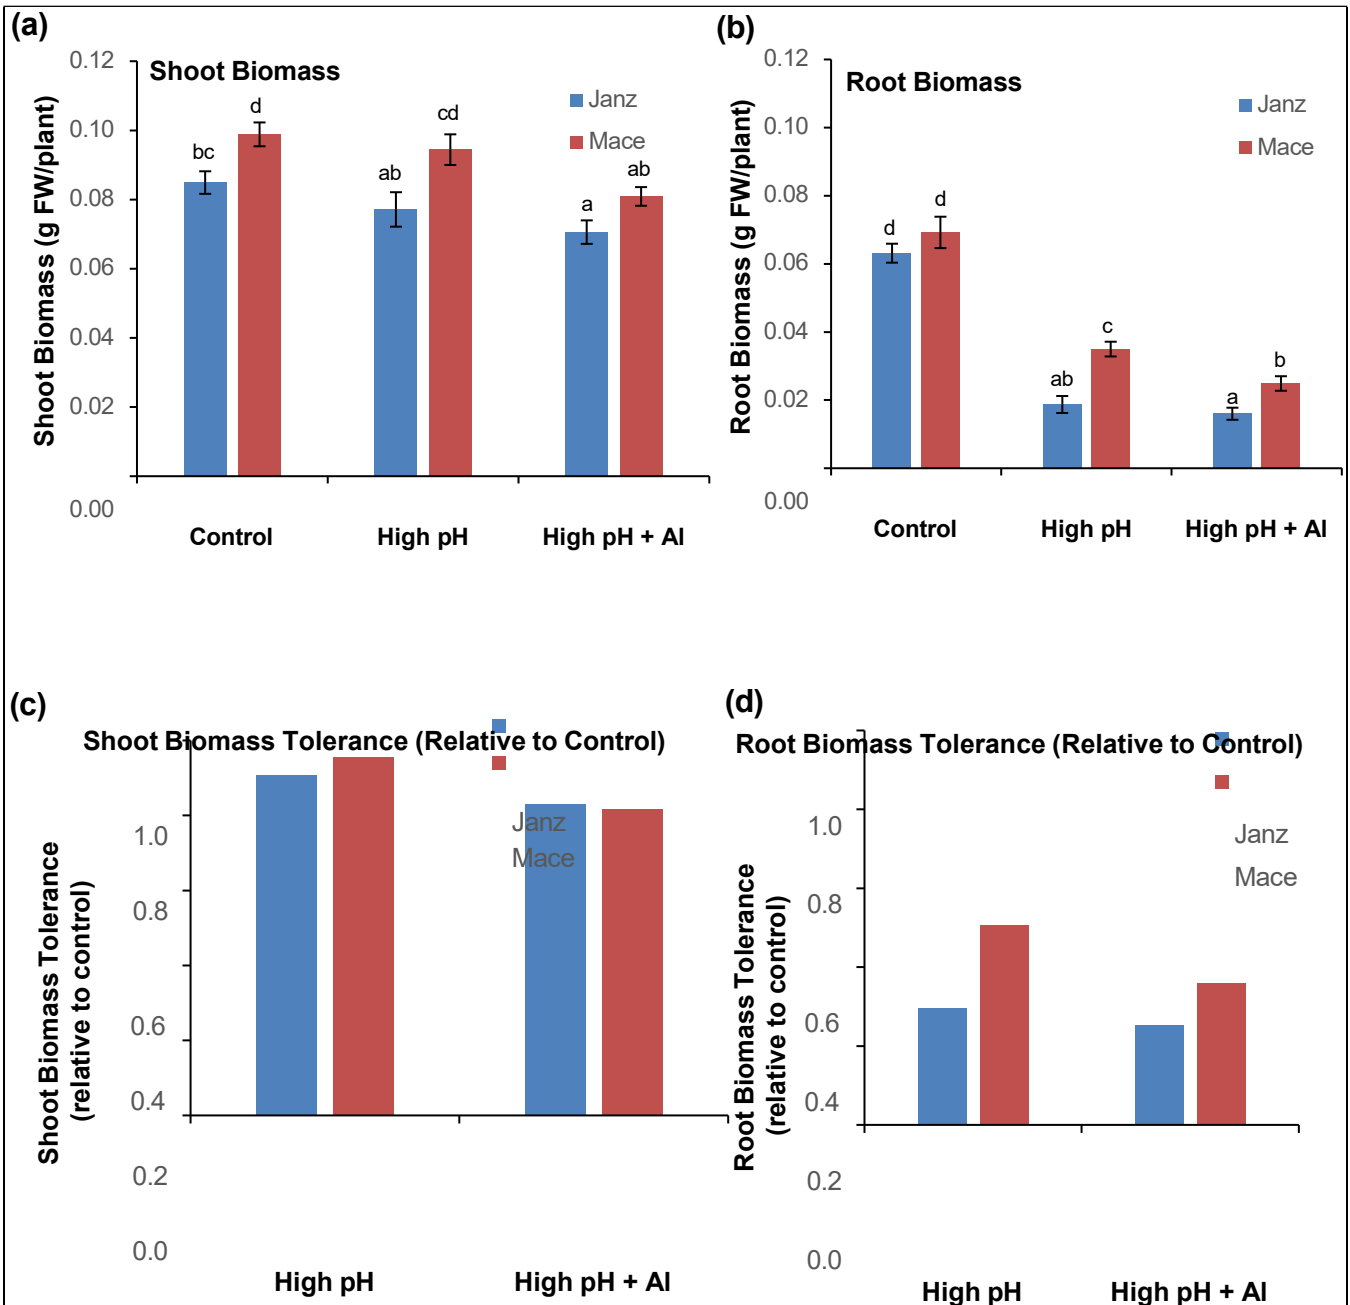 (a)
Shoot Biomass
Shoot Biomass (g FW/plant)
0.12
0.10
0.08
0.06
0.04
0.02
0.00
Janz
Mace
bc
d
ab
cd
a
ab
Control
High pH
High pH + Al
(b)
Root Biomass
Root Biomass (g FW/plant)
0.12
0.10
0.08
0.06
0.04
0.02
0.00
Janz
Mace
d
d
ab
c
a
b
Control
High pH
High pH + Al
(c)
Shoot Biomass Tolerance (Relative to Control)
Shoot Biomass Tolerance
(relative to control)
Janz
Mace
1.0
0.8
0.6
0.4
0.2
0.0
High pH
High pH + Al
(d)
Root Biomass Tolerance (Relative to Control)
Root Biomass Tolerance
(relative to control)
Janz
Mace
1.0
0.8
0.6
0.4
0.2
0.0
High pH
High pH + Al